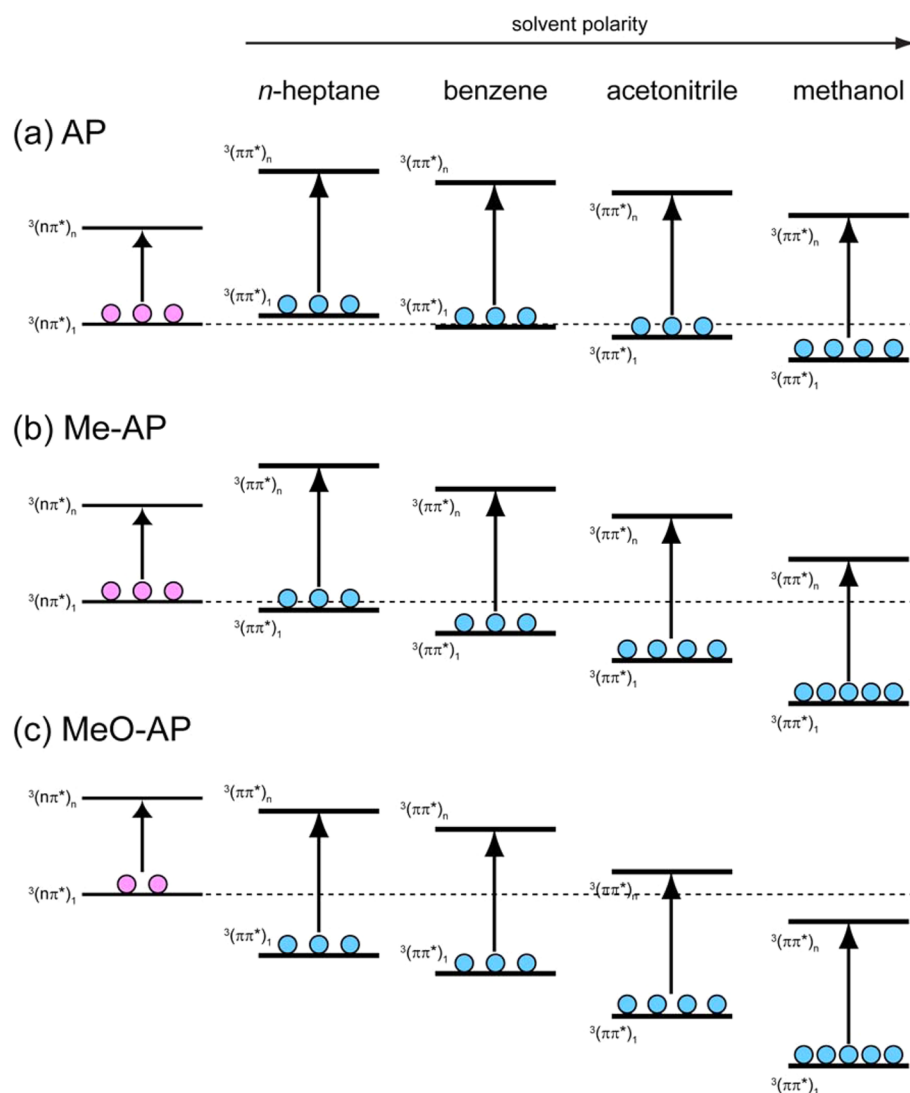 solvent polarity
n-heptane benzene acetonitrile methanol
(a) AP
³(ππ*)ₙ ³(ππ*)ₙ ³(ππ*)ₙ ³(ππ*)ₙ
³(nπ*)ₙ
³(nπ*)₁ ³(ππ*)₁ ³(ππ*)₁ ³(ππ*)₁ ³(ππ*)₁
(b) Me-AP
³(nπ*)ₙ ³(ππ*)ₙ ³(ππ*)ₙ ³(ππ*)ₙ ³(ππ*)ₙ
³(nπ*)₁ ³(ππ*)₁ ³(ππ*)₁ ³(ππ*)₁ ³(ππ*)₁
(c) MeO-AP
³(nπ*)ₙ ³(ππ*)ₙ ³(ππ*)ₙ ³(ππ*)ₙ ³(ππ*)ₙ
³(nπ*)₁ ³(ππ*)₁ ³(ππ*)₁ ³(ππ*)₁ ³(ππ*)₁